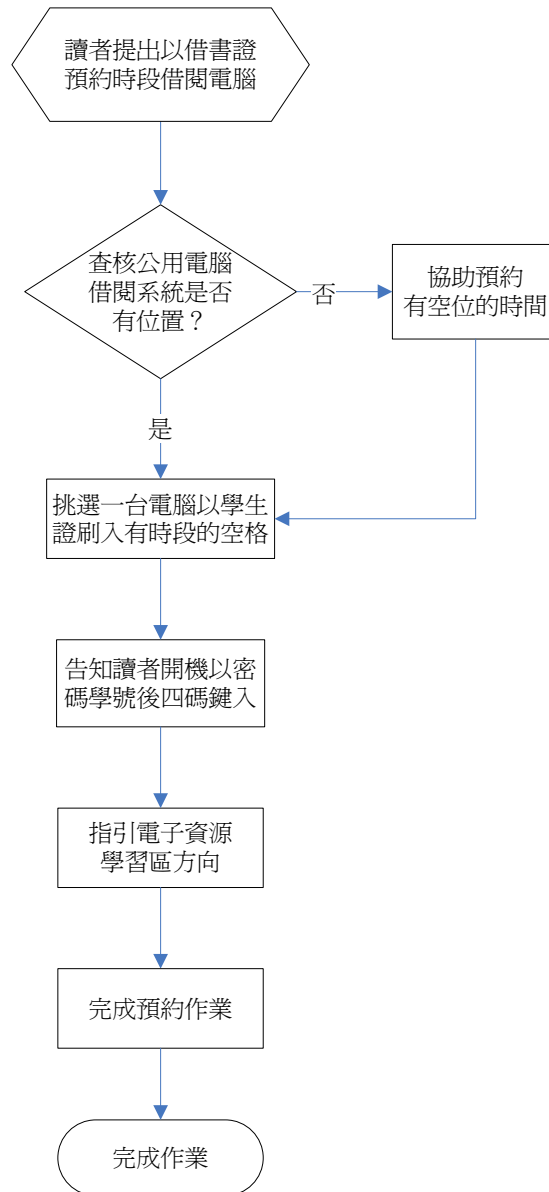 讀者提出以借書證
預約時段借閱電腦
查核公用電腦
借閱系統是否
有位置？
否
協助預約
有空位的時間
是
挑選一台電腦以學生
證刷入有時段的空格
告知讀者開機以密
碼學號後四碼鍵入
指引電子資源
學習區方向
完成預約作業
完成作業